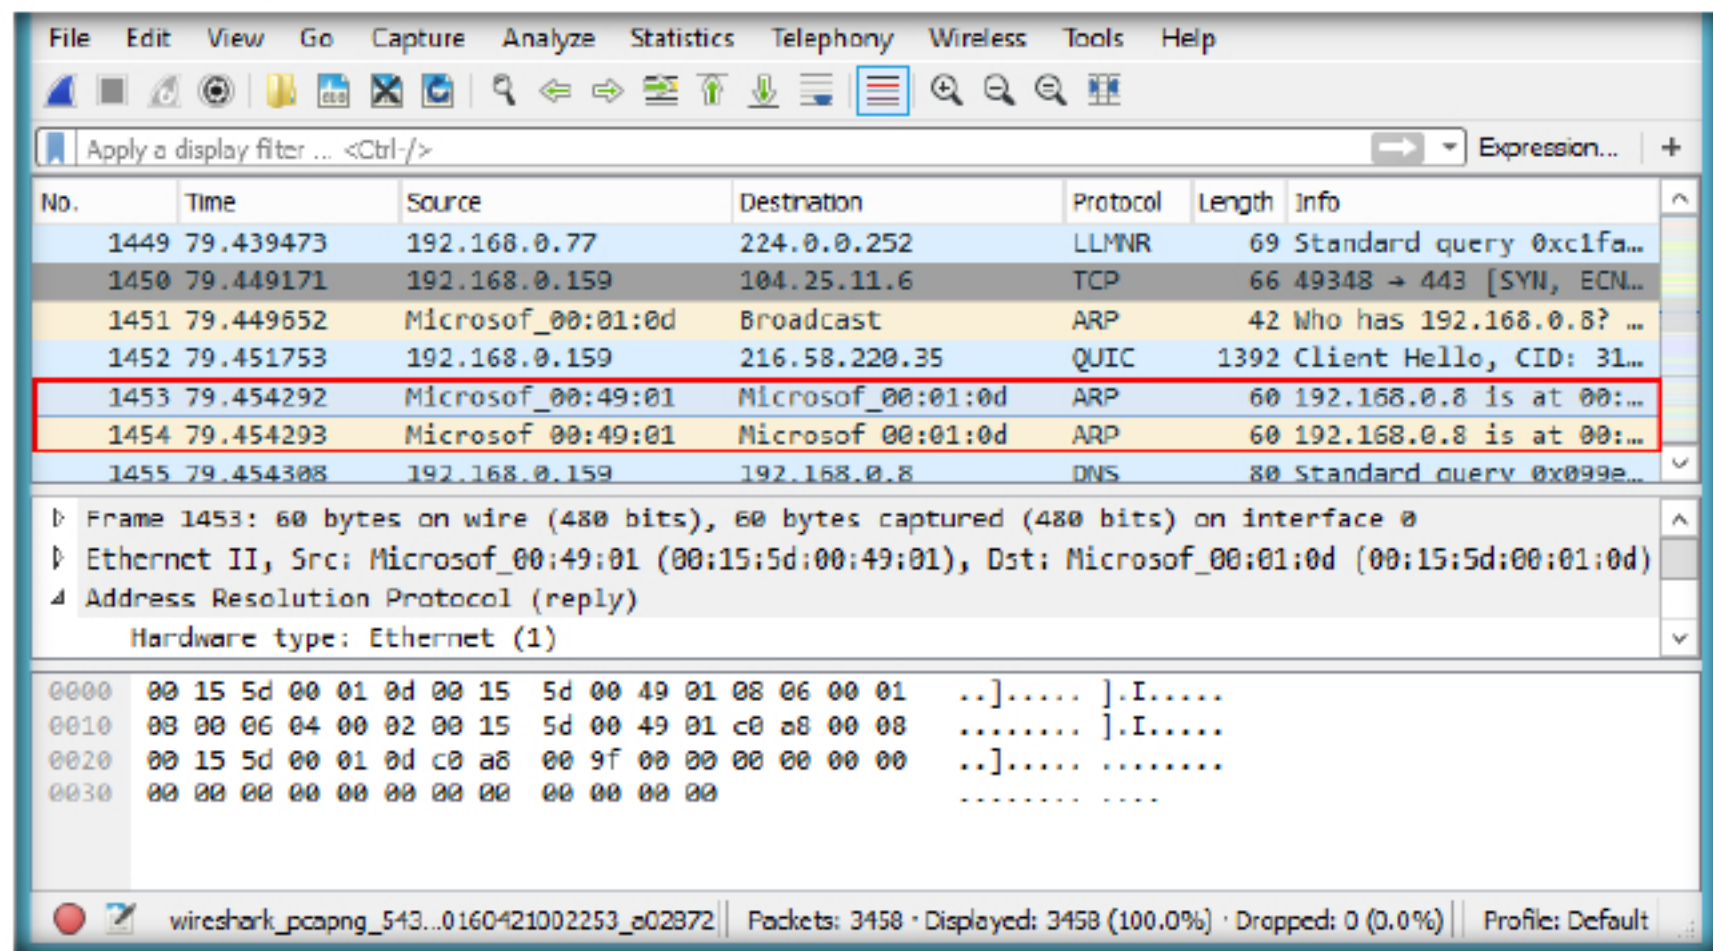 File Edit View Go Capture Analyze Statistics Telephony Wireless Tools Help
Apply a display filter ... <Ctrl-/> Expression... +
No. Time Source Destination Protocol Length Info
1449 79.439473 192.168.0.77 224.0.0.252 LLMNR 69 Standard query 0xc1fa...
1450 79.449171 192.168.0.159 104.25.11.6 TCP 66 49348 → 443 [SYN, ECN...
1451 79.449652 Microsof_00:01:0d Broadcast ARP 42 Who has 192.168.0.8? ...
1452 79.451753 192.168.0.159 216.58.220.35 QUIC 1392 Client Hello, CID: 31...
1453 79.454292 Microsof_00:49:01 Microsof_00:01:0d ARP 60 192.168.0.8 is at 00:...
1454 79.454293 Microsof_00:49:01 Microsof_00:01:0d ARP 60 192.168.0.8 is at 00:...
1455 79.454308 192.168.0.159 192.168.0.8 DNS 80 Standard query 0x099e...
Frame 1453: 60 bytes on wire (480 bits), 60 bytes captured (480 bits) on interface 0
Ethernet II, Src: Microsof_00:49:01 (00:15:5d:00:49:01), Dst: Microsof_00:01:0d (00:15:5d:00:01:0d)
Address Resolution Protocol (reply)
Hardware type: Ethernet (1)
0000 00 15 5d 00 01 0d 00 15 5d 00 49 01 08 06 00 01 ..]..... ].I.....
0010 08 00 06 04 00 02 00 15 5d 00 49 01 c0 a8 00 08 ........ ].I.....
0020 00 15 5d 00 01 0d c0 a8 00 9f 00 00 00 00 00 00 ..]..... ........
0030 00 00 00 00 00 00 00 00 00 00 00 00 ........ ....
wireshark_pcapng_543...0160421002253_a02872 Packets: 3458 · Displayed: 3458 (100.0%) · Dropped: 0 (0.0%) Profile: Default